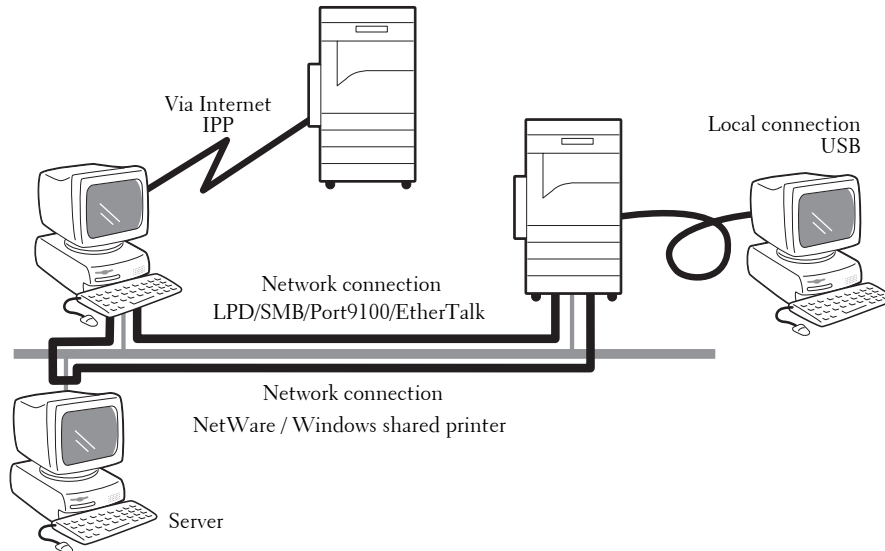 Via Internet
IPP
Local connection
USB
Network connection
LPD/SMB/Port9100/EtherTalk
Network connection
NetWare / Windows shared printer
Server